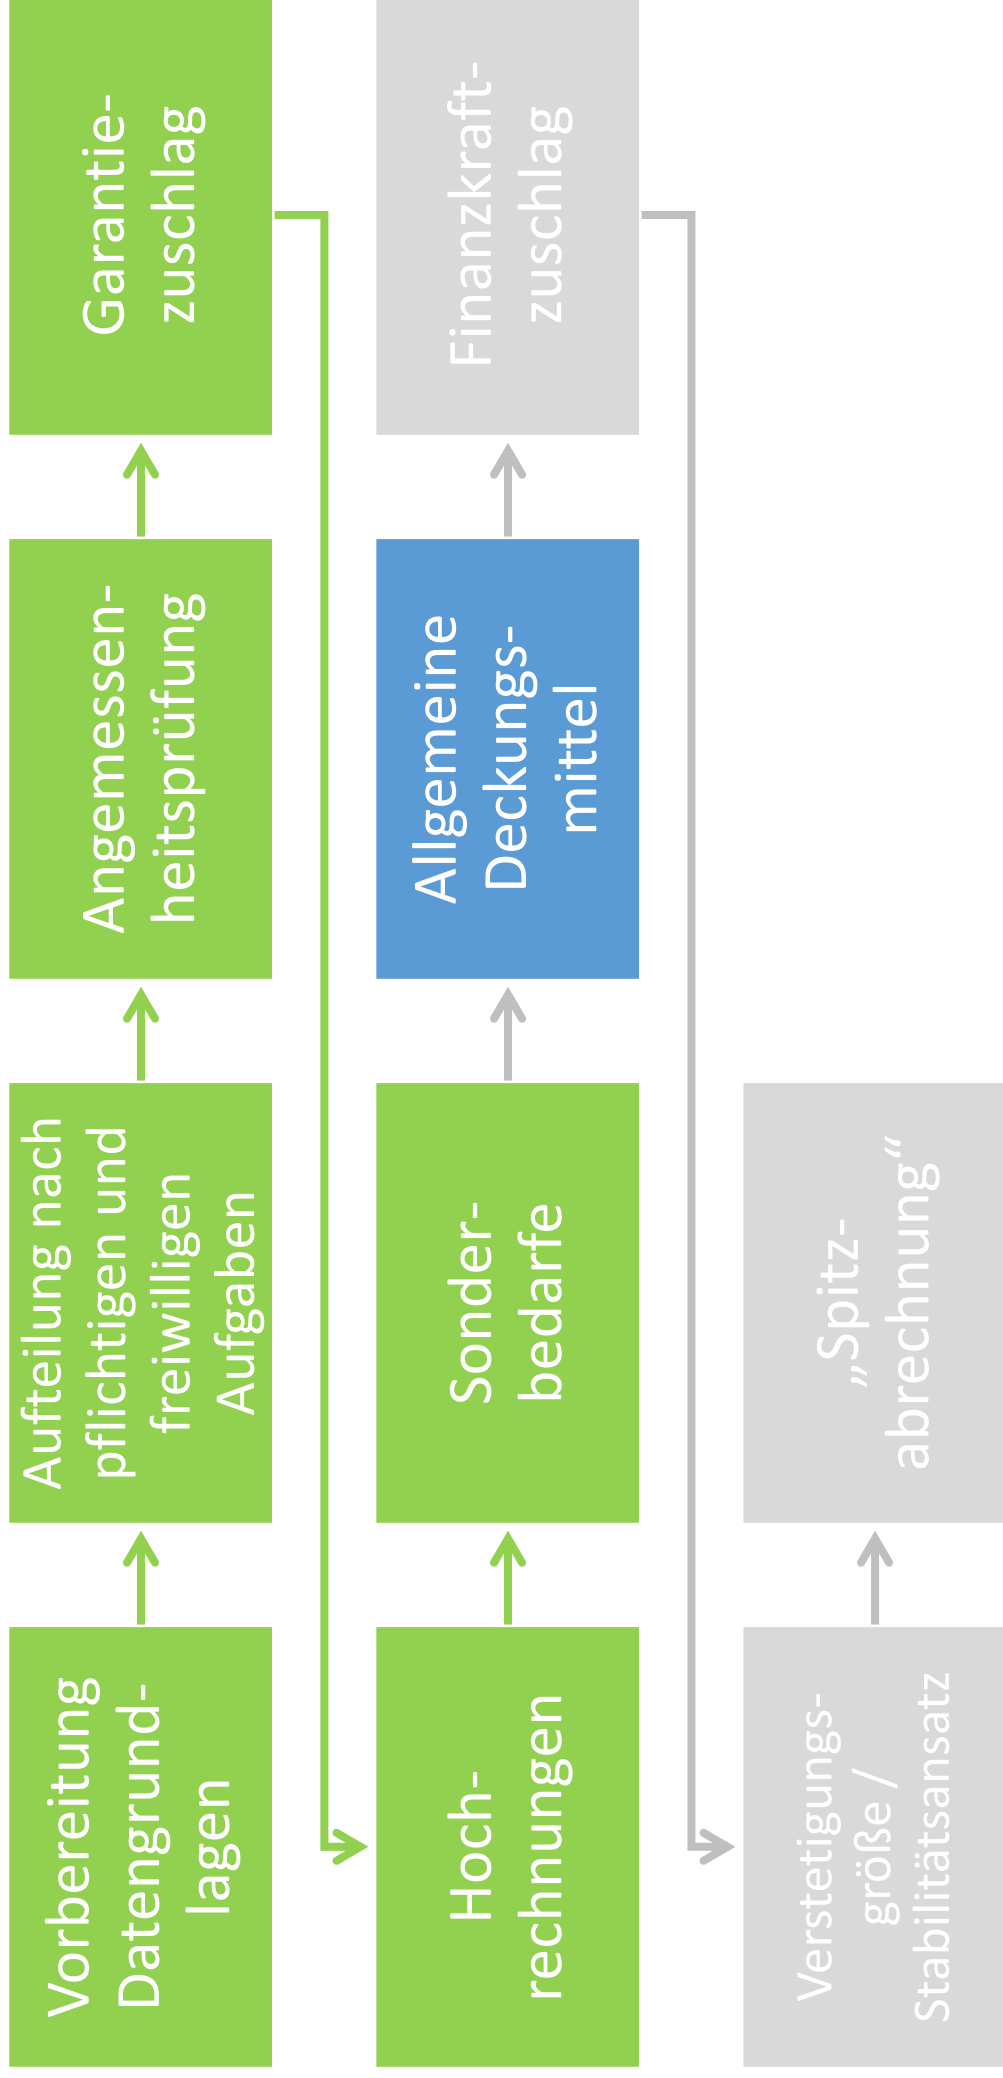 Vorbereitung
Datengrund-
lagen
Aufteilung nach
pflichtigen und
freiwilligen
Aufgaben
Angemessen-
heitsprüfung
Garantie-
zuschlag
Hoch-
rechnungen
Sonder-
bedarfe
Allgemeine
Deckungs-
mittel
Finanzkraft-
zuschlag
Verstetigungs-
größe /
Stabilitätsansatz
„Spitz-
abrechnung“